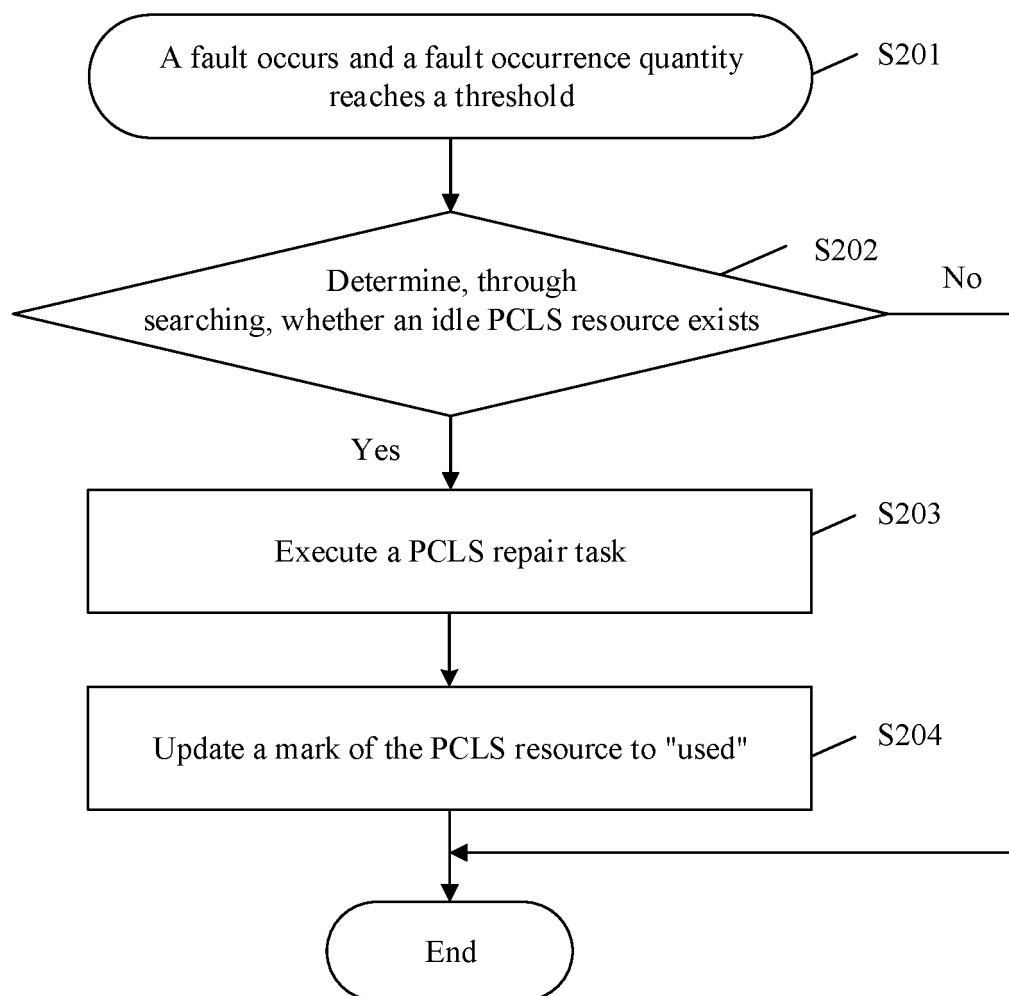 A fault occurs and a fault occurrence quantity
reaches a threshold
S201
Determine, through
searching, whether an idle PCLS resource exists
S202
No
Yes
Execute a PCLS repair task
S203
Update a mark of the PCLS resource to "used"
S204
End